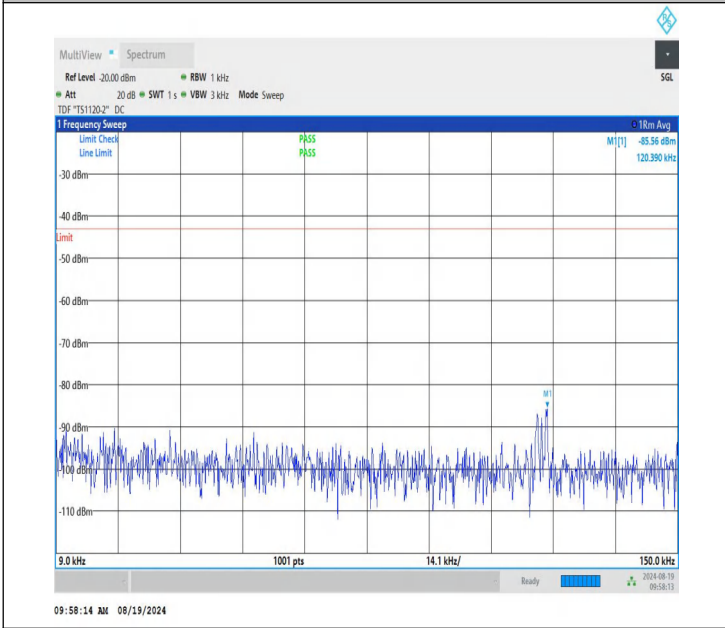 MultiView Spectrum
Ref Level -20.00 dBm RBW 1 kHz SGL
Att 20 dB SWT 1 s VBW 3 kHz Mode Sweep
TDF "TS1120-2" DC
1 Frequency Sweep 1Rm Avg
Limit Check PASS M1[1] -85.56 dBm
Line Limit PASS 120.390 kHz
-30 dBm
-40 dBm
Limit
-50 dBm
-60 dBm
-70 dBm
-80 dBm
M1
-90 dBm
-100 dBm
-110 dBm
9.0 kHz 1001 pts 14.1 kHz/ 150.0 kHz
Ready 2024-08-19
09:58:13
09:58:14 AM 08/19/2024